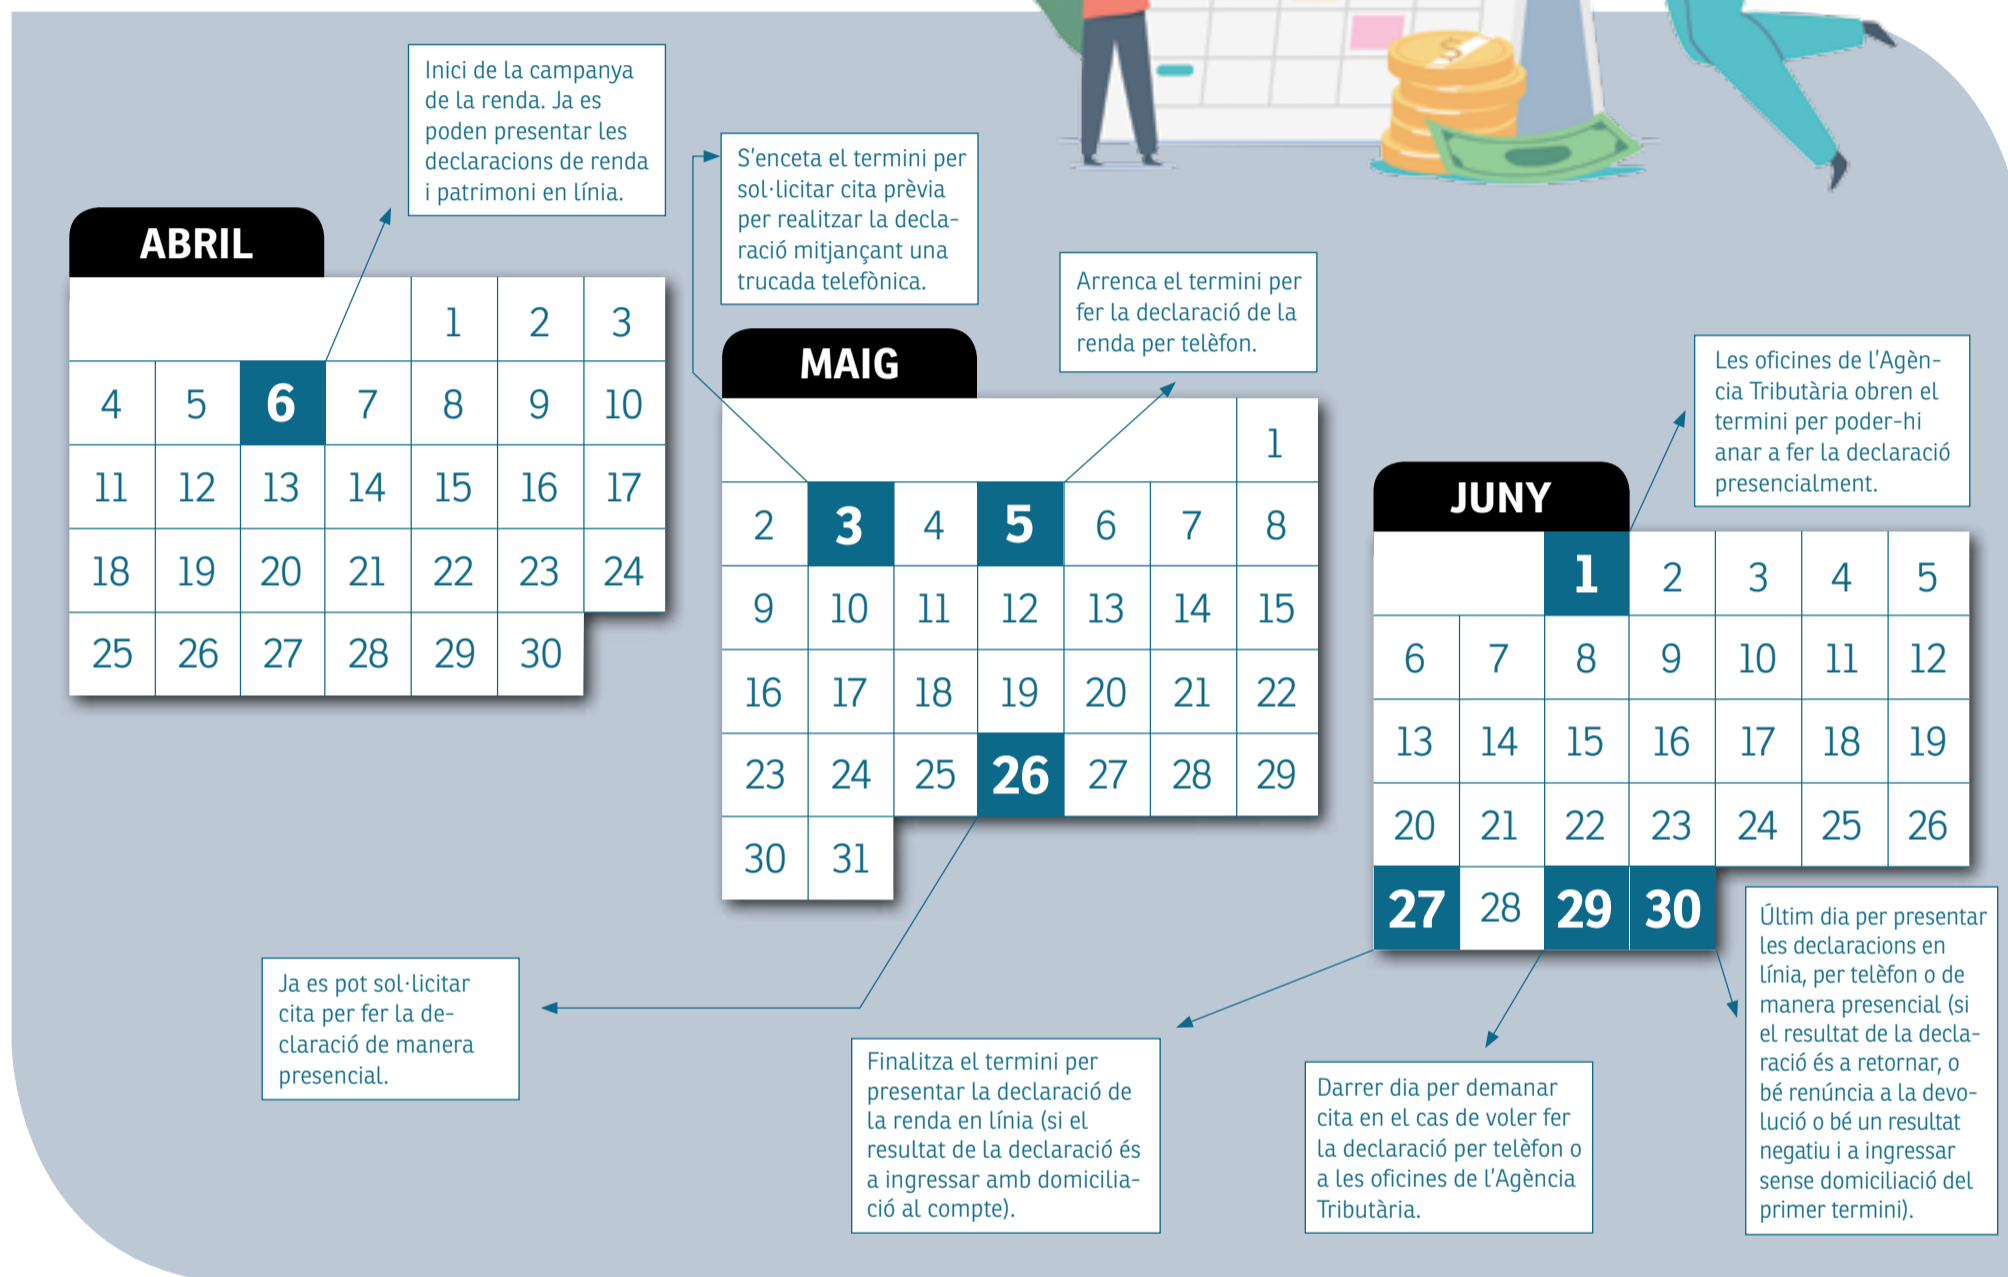 Inici de la campanya
de la renda. Ja es
poden presentar les
declaracions de renda
i patrimoni en línia.
ABRIL
1 2 3
4 5 6 7 8 9 10
11 12 13 14 15 16 17
18 19 20 21 22 23 24
25 26 27 28 29 30
S'enceta el termini per
sol·licitar cita prèvia
per realitzar la decla-
ració mitjançant una
trucada telefònica.
Arrenca el termini per
fer la declaració de la
renda per telèfon.
MAIG
1
2 3 4 5 6 7 8
9 10 11 12 13 14 15
16 17 18 19 20 21 22
23 24 25 26 27 28 29
30 31
Les oficines de l'Agèn-
cia Tributària obren el
termini per poder-hi
anar a fer la declaració
presencialment.
JUNY
1 2 3 4 5
6 7 8 9 10 11 12
13 14 15 16 17 18 19
20 21 22 23 24 25 26
27 28 29 30
Ja es pot sol·licitar
cita per fer la de-
claració de manera
presencial.
Finalitza el termini per
presentar la declaració de
la renda en línia (si el
resultat de la declaració és
a ingressar amb domicilia-
ció al compte).
Darrer dia per demanar
cita en el cas de voler fer
la declaració per telèfon o
a les oficines de l'Agència
Tributària.
Últim dia per presentar
les declaracions en
línia, per telèfon o de
manera presencial (si
el resultat de la decla-
ració és a retornar, o
bé renúncia a la devo-
lució o bé un resultat
negatiu i a ingressar
sense domiciliació del
primer termini).
$